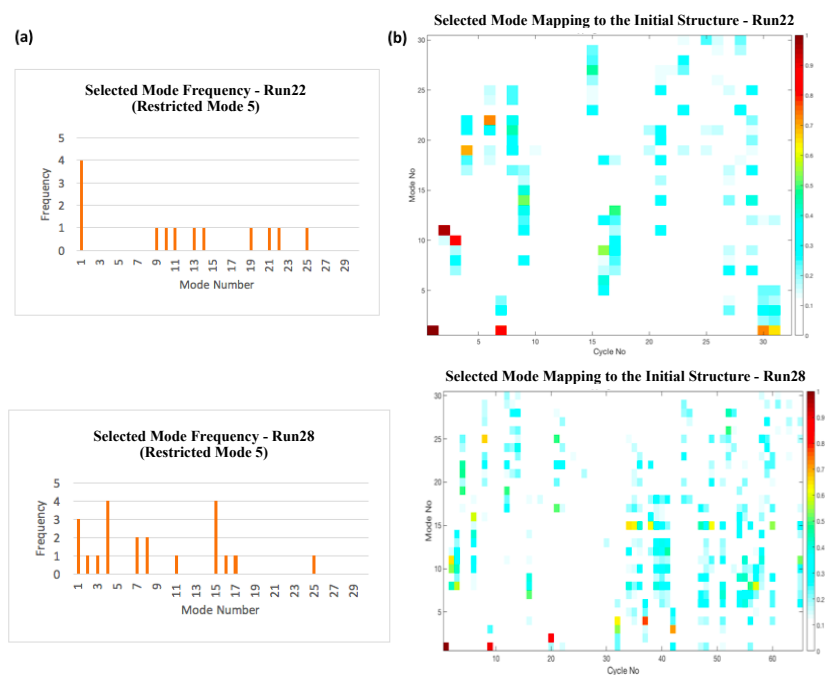 (a)
Selected Mode Frequency - Run22
(Restricted Mode 5)
5
4
3
2
1
0
Frequency
1 3 5 7 9 11 13 15 17 19 21 23 25 27 29
Mode Number
(b)
Selected Mode Mapping to the Initial Structure - Run22
30
25
20
15
10
5
Mode No
5 10 15 20 25 30
Cycle No
1
0.9
0.8
0.7
0.6
0.5
0.4
0.3
0.2
0.1
0
Selected Mode Frequency - Run28
(Restricted Mode 5)
5
4
3
2
1
0
Frequency
1 3 5 7 9 11 13 15 17 19 21 23 25 27 29
Mode Number
Selected Mode Mapping to the Initial Structure - Run28
30
25
20
15
10
5
Mode No
10 20 30 40 50 60
Cycle No
1
0.9
0.8
0.7
0.6
0.5
0.4
0.3
0.2
0.1
0